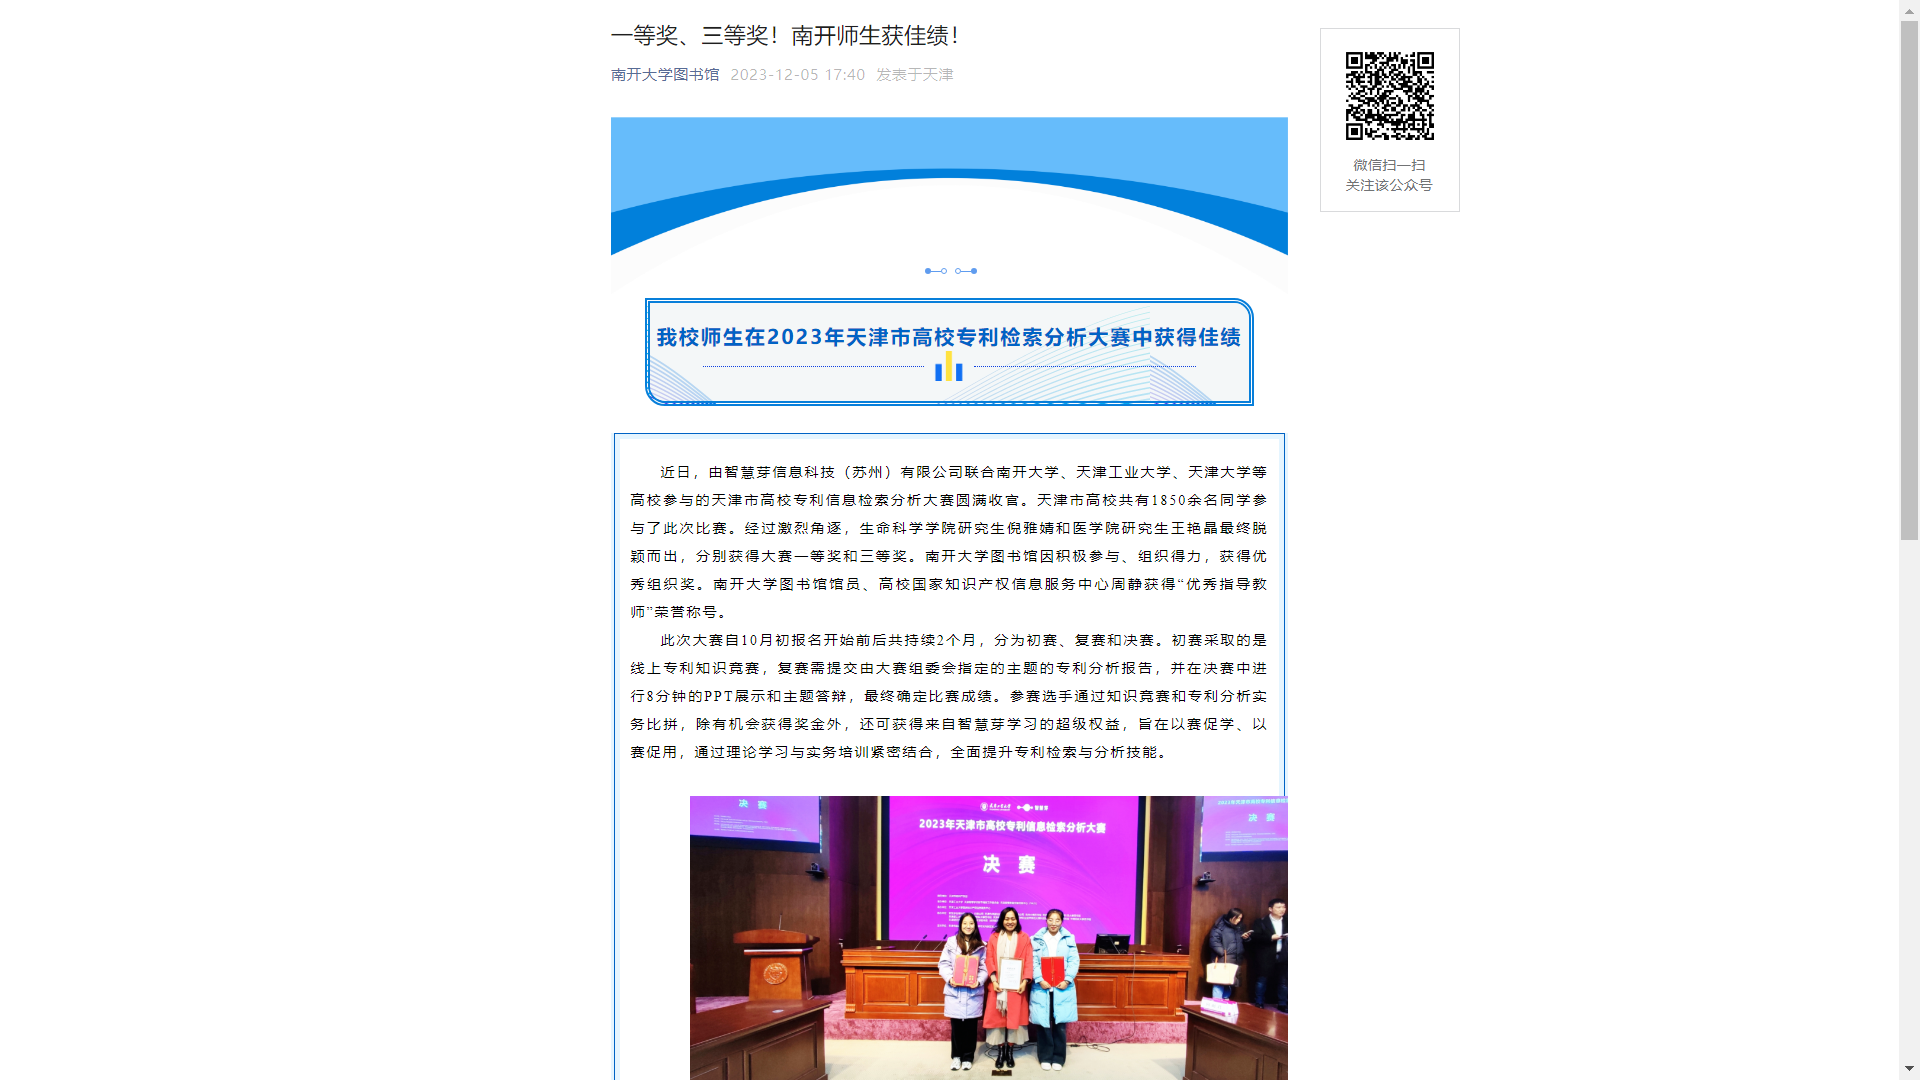 一等奖、三等奖！南开师生获佳绩！
南开大学图书馆 2023-12-05 17:40 发表于天津
微信扫一扫
关注该公众号
我校师生在2023年天津市高校专利检索分析大赛中获得佳绩
近日，由智慧芽信息科技（苏州）有限公司联合南开大学、天津工业大学、天津大学等
高校参与的天津市高校专利信息检索分析大赛圆满收官。天津市高校共有1850余名同学参
与了此次比赛。经过激烈角逐，生命科学学院研究生倪雅婧和医学院研究生王艳晶最终脱
颖而出，分别获得大赛一等奖和三等奖。南开大学图书馆因积极参与、组织得力，获得优
秀组织奖。南开大学图书馆馆员、高校国家知识产权信息服务中心周静获得“优秀指导教
师”荣誉称号。
此次大赛自10月初报名开始前后共持续2个月，分为初赛、复赛和决赛。初赛采取的是
线上专利知识竞赛，复赛需提交由大赛组委会指定的主题的专利分析报告，并在决赛中进
行8分钟的PPT展示和主题答辩，最终确定比赛成绩。参赛选手通过知识竞赛和专利分析实
务比拼，除有机会获得奖金外，还可获得来自智慧芽学习的超级权益，旨在以赛促学、以
赛促用，通过理论学习与实务培训紧密结合，全面提升专利检索与分析技能。
决 赛
智慧芽
2023年天津市高校专利信息检索分析大赛
决 赛
决 赛